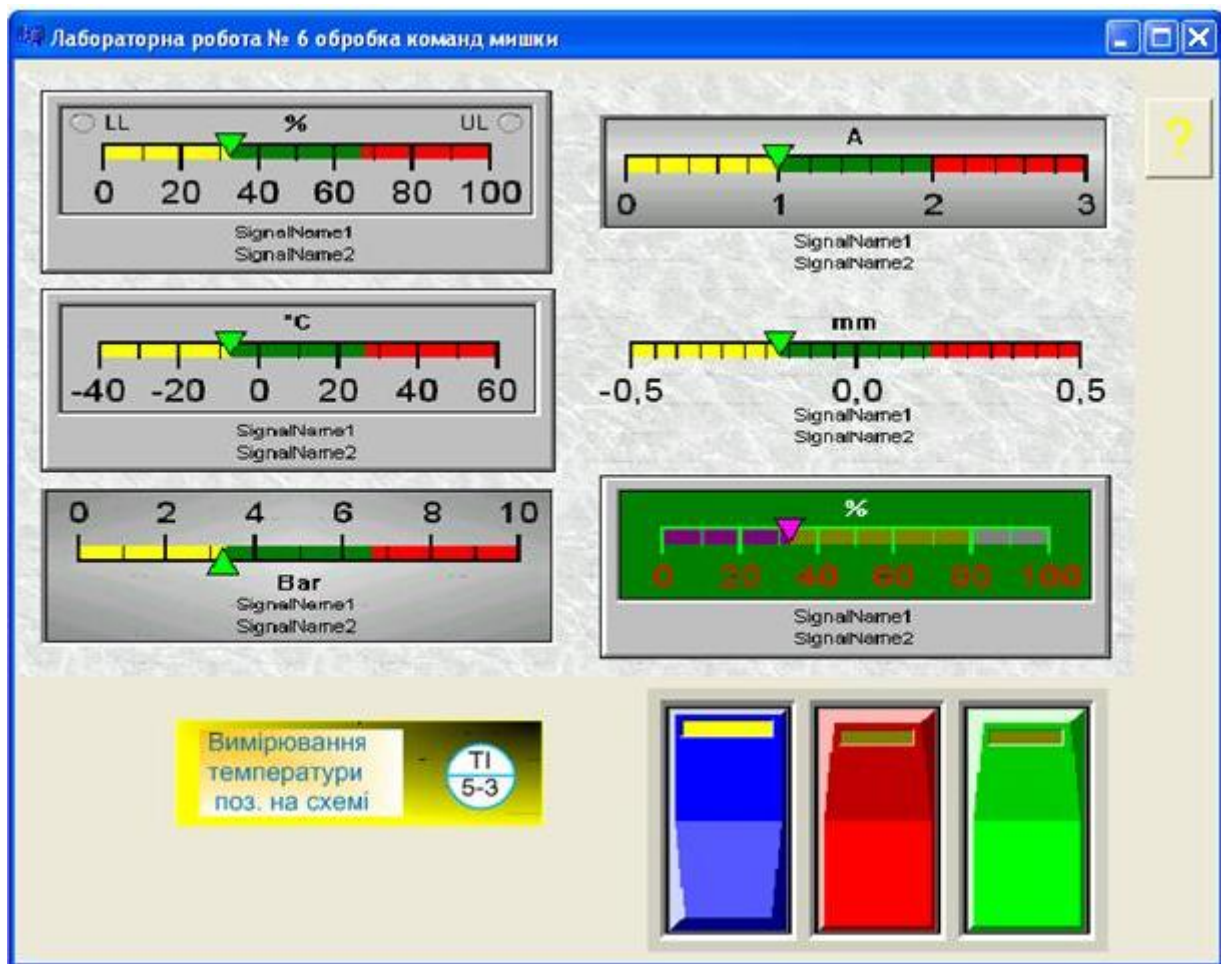 Лабораторна робота № 6 обробка команд мишки
LL % UL
0 20 40 60 80 100
SignalName1
SignalName2
A
0 1 2 3
SignalName1
SignalName2
?
°C
-40 -20 0 20 40 60
SignalName1
SignalName2
mm
-0,5 0,0 0,5
SignalName1
SignalName2
0 2 4 6 8 10
Bar
SignalName1
SignalName2
%
0 20 40 60 80 100
SignalName1
SignalName2
Вимірювання
температури
поз. на схемі
TI
5-3